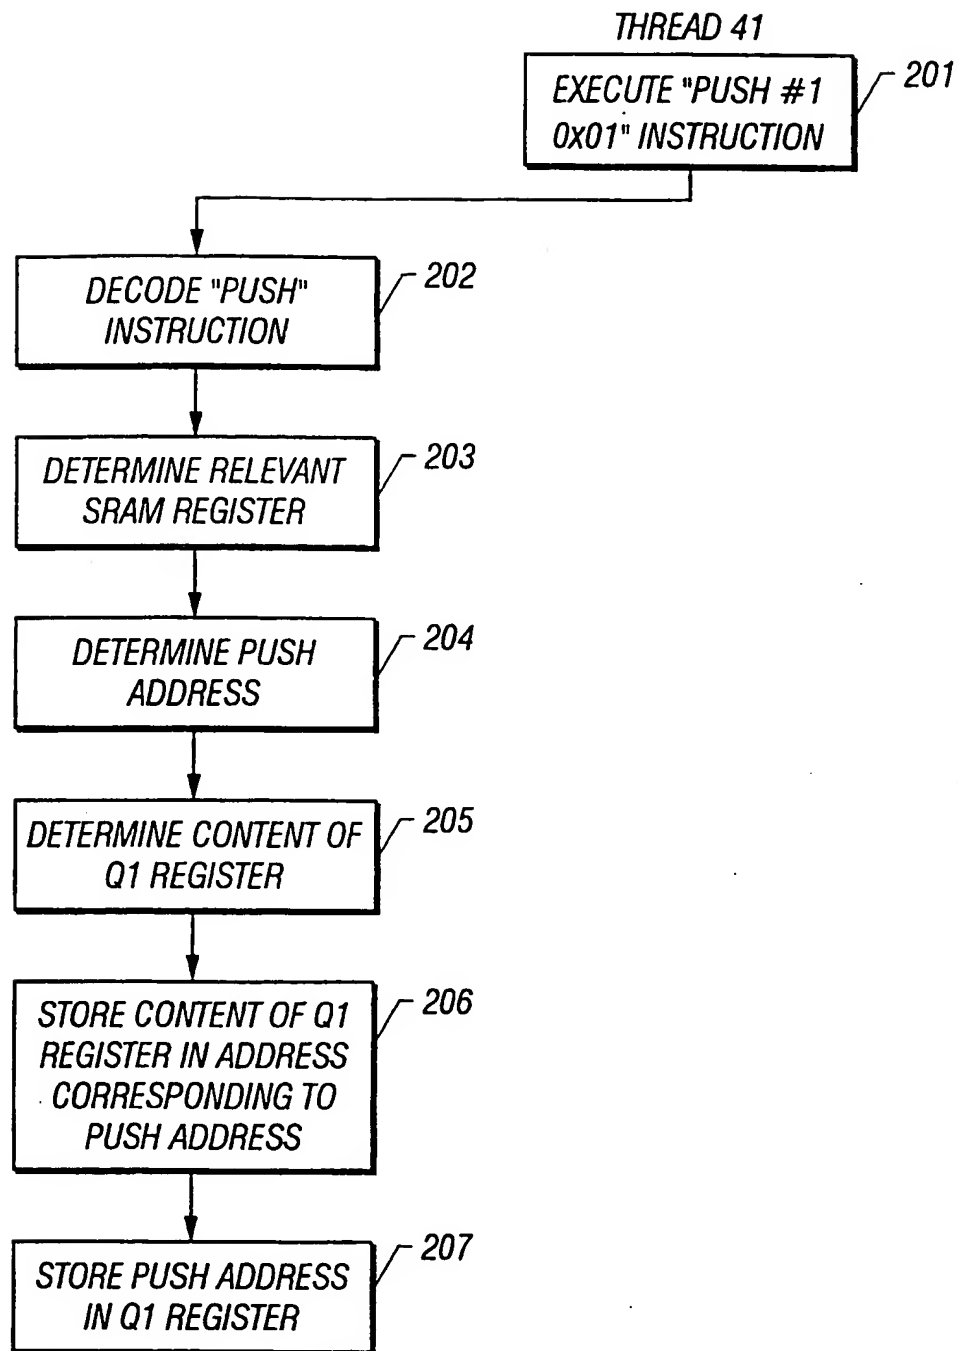 THREAD 41
EXECUTE "PUSH #1
0X01" INSTRUCTION
201
DECODE "PUSH"
INSTRUCTION
202
DETERMINE RELEVANT
SRAM REGISTER
203
DETERMINE PUSH
ADDRESS
204
DETERMINE CONTENT OF
Q1 REGISTER
205
STORE CONTENT OF Q1
REGISTER IN ADDRESS
CORRESPONDING TO
PUSH ADDRESS
206
STORE PUSH ADDRESS
IN Q1 REGISTER
207